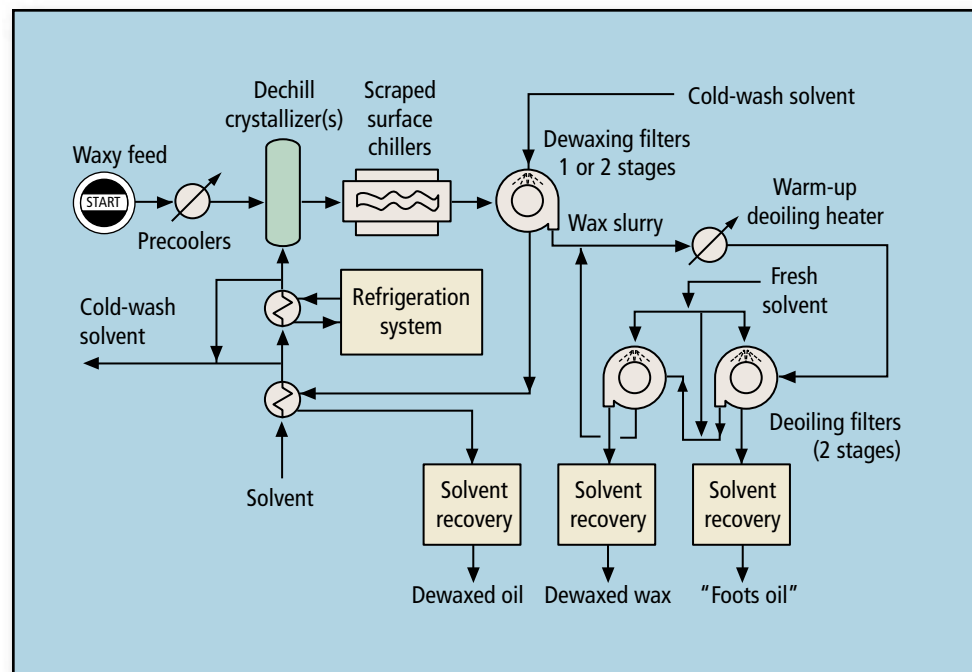 Dechill
crystallizer(s)
Scraped
surface
chillers
Cold-wash solvent
Dewaxing filters
1 or 2 stages
Waxy feed
START
Precoolers
Warm-up
deoiling heater
Wax slurry
Fresh
solvent
Cold-wash
solvent
Refrigeration
system
Deoiling filters
(2 stages)
Solvent
Solvent
recovery
Solvent
recovery
Solvent
recovery
Dewaxed oil
Dewaxed wax
"Foots oil"